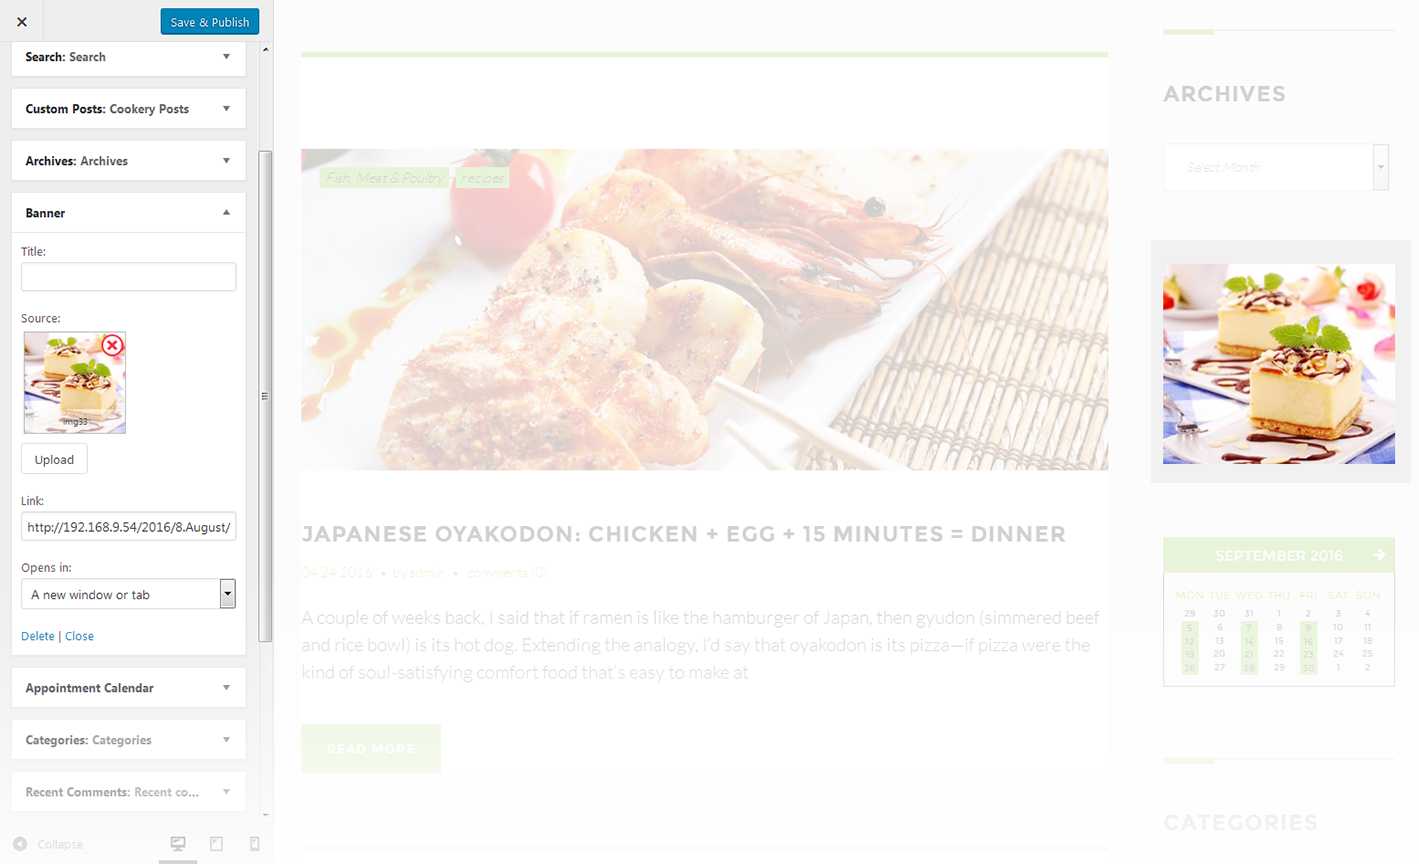 Save & Publish
Search: Search
Custom Posts: Cookery Posts
Archives: Archives
Banner
Title:
Source:
img33
Upload
Link:
http://192.168.9.54/2016/8.August/
Opens in:
A new window or tab
Delete | Close
Appointment Calendar
Categories: Categories
Recent Comments: Recent co...
Collapse
Fish, Meat & Poultry recipes
JAPANESE OYAKODON: CHICKEN + EGG + 15 MINUTES = DINNER
04.24.2016 • by admin • comments (0)
A couple of weeks back, I said that if ramen is like the hamburger of Japan, then gyudon (simmered beef
and rice bowl) is its hot dog. Extending the analogy, I'd say that oyakodon is its pizza—if pizza were the
kind of soul-satisfying comfort food that's easy to make at
READ MORE
ARCHIVES
Select Month
SEPTEMBER 2016
MON TUE WED THU FRI SAT SUN
29 30 31 1 2 3 4
5 6 7 8 9 10 11
12 13 14 15 16 17 18
19 20 21 22 23 24 25
26 27 28 29 30 1 2
CATEGORIES